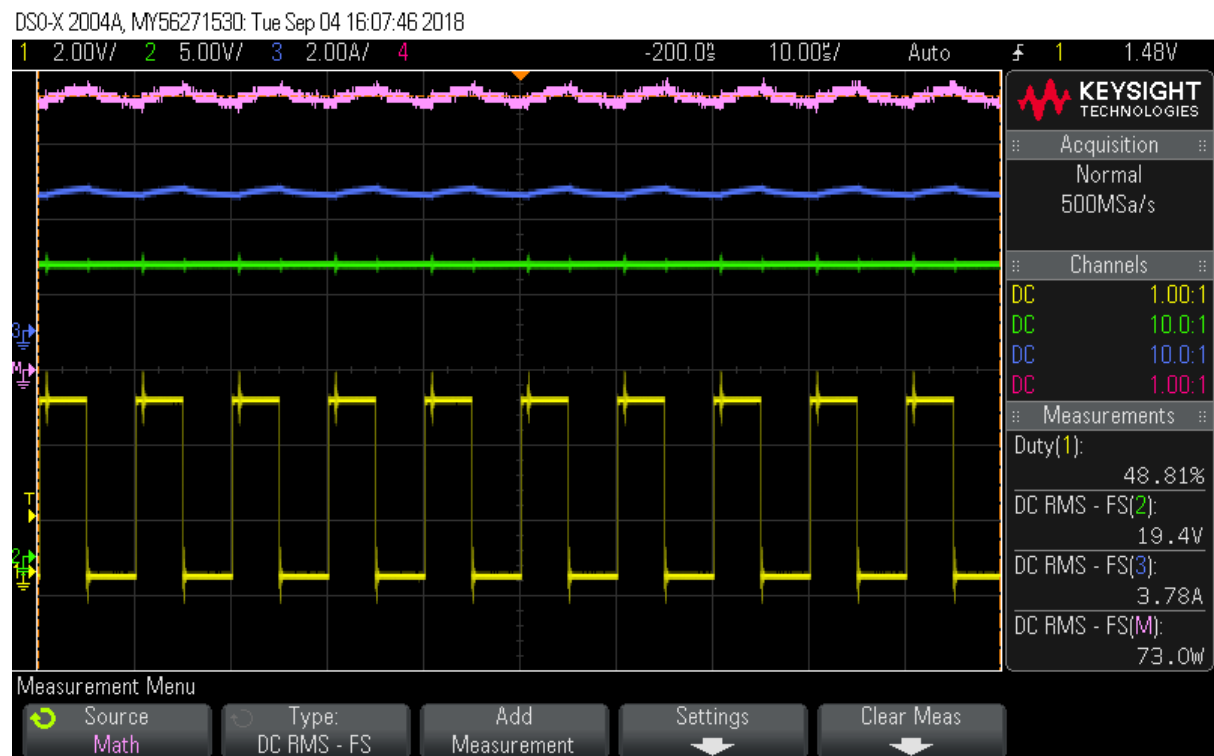 DSO-X 2004A, MY56271530: Tue Sep 04 16:07:46 2018
1 2.00V/ 2 5.00V/ 3 2.00A/ 4 -200.0ns 10.00us/ Auto 1 1.48V
KEYSIGHT
TECHNOLOGIES
Acquisition
Normal
500MSa/s
Channels
DC 1.00:1
DC 10.0:1
DC 10.0:1
DC 1.00:1
Measurements
Duty(1):
48.81%
DC RMS - FS(2):
19.4V
DC RMS - FS(3):
3.78A
DC RMS - FS(M):
73.0W
3
M
T
2
Measurement Menu
Source
Math
Type:
DC RMS - FS
Add
Measurement
Settings
Clear Meas